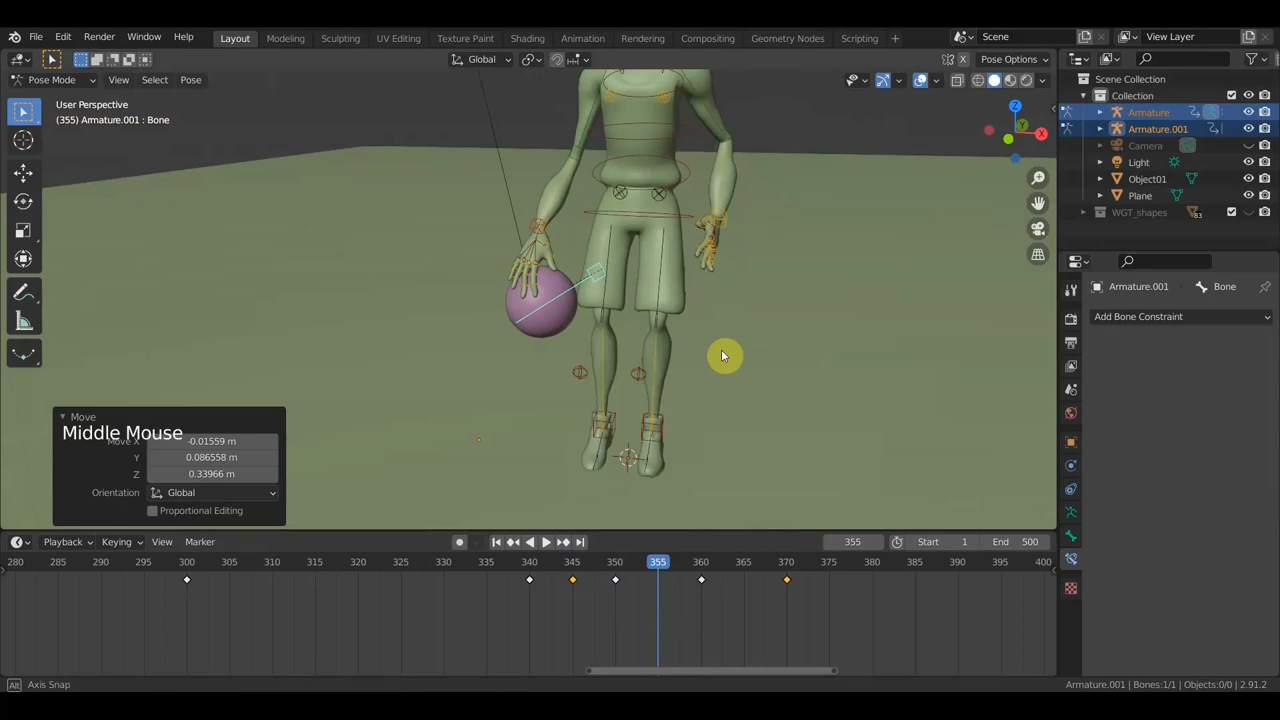 File Edit Render Window Help
Layout Modeling Sculpting UV Editing Texture Paint Shading Animation Rendering Compositing Geometry Nodes Scripting +
Scene
View Layer
Global
X
Pose Options
Pose Mode View Select Pose
User Perspective
(355) Armature.001 : Bone
Z
Y
X
Scene Collection
Collection
Armature
Armature.001
Camera
Light
Object01
Plane
WGT_shapes
83
Armature.001 Bone
Add Bone Constraint
Move
Middle Mouse
Move X -0.01559 m
Y 0.086558 m
Z 0.33966 m
Orientation Global
Proportional Editing
Playback Keying View Marker
355 Start 1 End 500
280 285 290 295 300 305 310 315 320 325 330 335 340 345 350 355 360 365 370 375 380 385 390 395 400
Alt Axis Snap
Armature.001 | Bones:1/1 | Objects:0/0 | 2.91.2